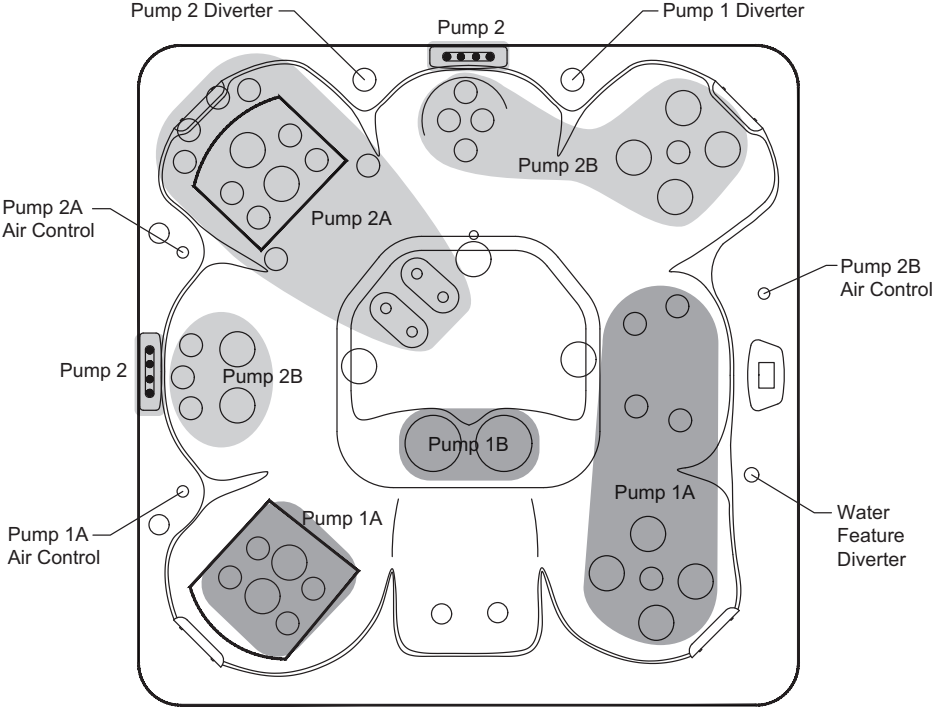 Pump 2 Diverter
Pump 1 Diverter
Pump 2
Pump 2B
Pump 2A
Pump 2A
Air Control
Pump 2B
Air Control
Pump 2
Pump 2B
Pump 1B
Pump 1A
Pump 1A
Pump 1A
Air Control
Water
Feature
Diverter